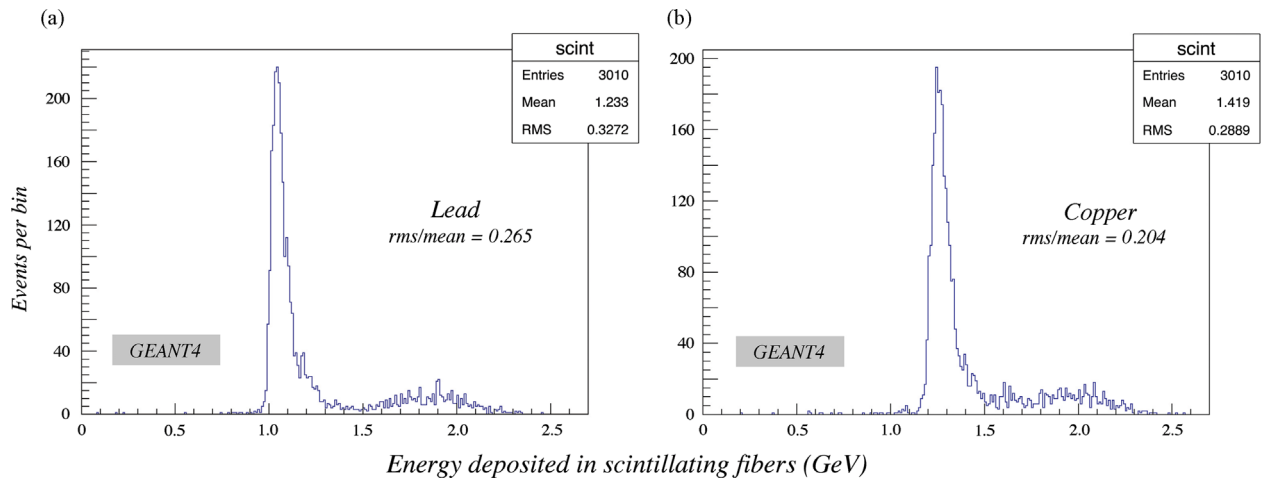 (a)
scint
Entries 3010
Mean 1.233
RMS 0.3272
200
160
120
80
40
0
Events per bin
Lead
rms/mean = 0.265
GEANT4
0 0.5 1.0 1.5 2.0 2.5
(b)
scint
Entries 3010
Mean 1.419
RMS 0.2889
200
160
120
80
40
0
Copper
rms/mean = 0.204
GEANT4
0 0.5 1.0 1.5 2.0 2.5
Energy deposited in scintillating fibers (GeV)